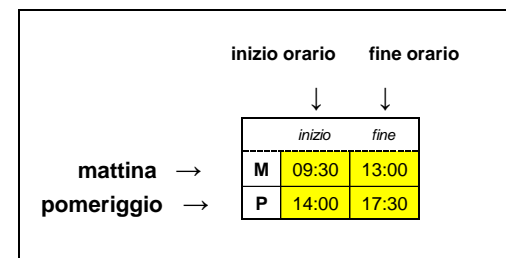 inizio orario fine orario
↓ ↓
inizio fine
mattina → M 09:30 13:00
pomeriggio → P 14:00 17:30